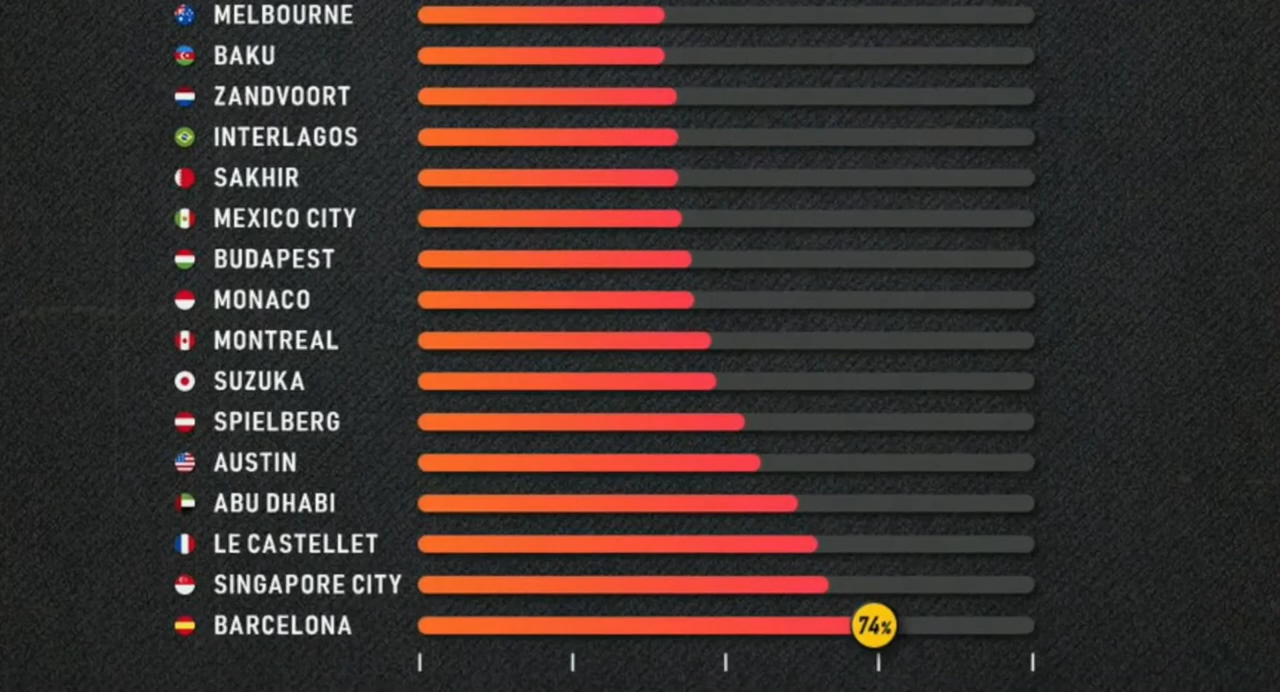 MELBOURNE
BAKU
ZANDVOORT
INTERLAGOS
SAKHIR
MEXICO CITY
BUDAPEST
MONACO
MONTREAL
SUZUKA
SPIELBERG
AUSTIN
ABU DHABI
LE CASTELLET
SINGAPORE CITY
BARCELONA 74%